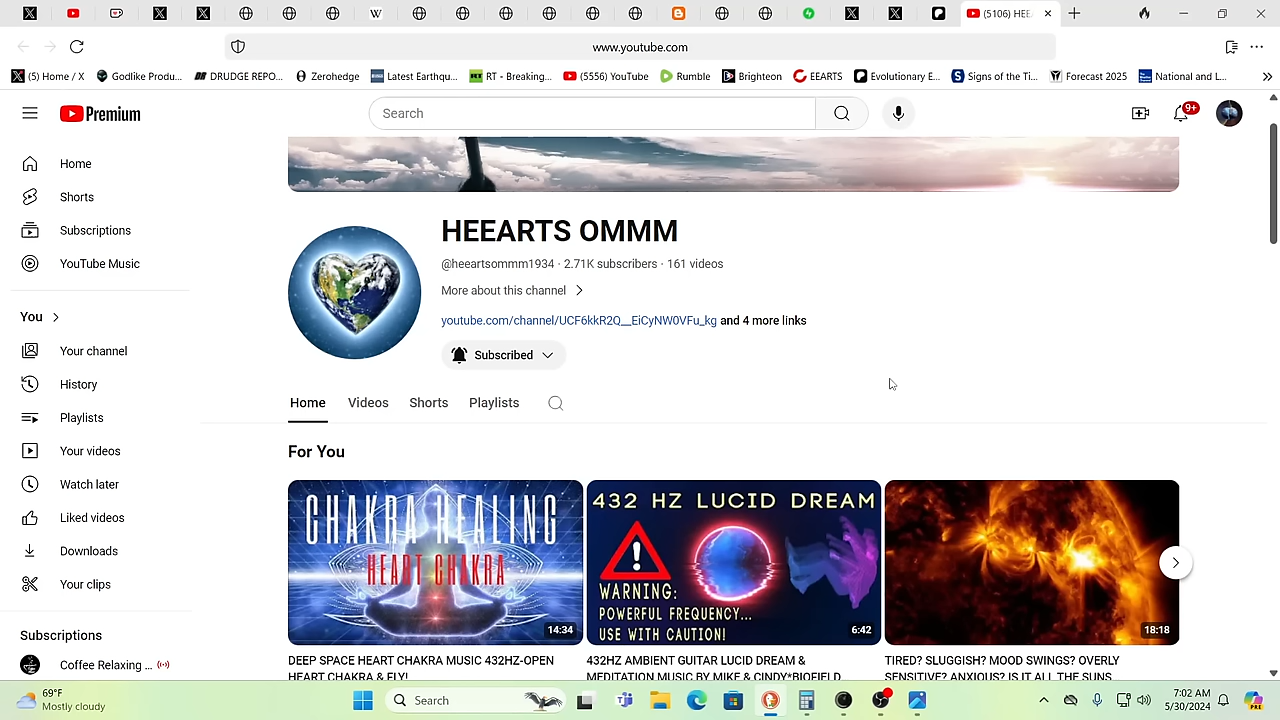 (5106) HEE
www.youtube.com
(5) Home / X
Godlike Produ...
DRUDGE REPO...
Zerohedge
Latest Earthqu...
RT - Breaking...
(5556) YouTube
Rumble
Brighteon
EEARTS
Evolutionary E...
Signs of the Ti...
Forecast 2025
National and L...
Premium
Search
9+
Home
Shorts
Subscriptions
YouTube Music
You
Your channel
History
Playlists
Your videos
Watch later
Liked videos
Downloads
Your clips
Subscriptions
Coffee Relaxing ...
HEEARTS OMMM
@heeartsommm1934 · 2.71K subscribers · 161 videos
More about this channel
youtube.com/channel/UCF6kkR2Q__EiCyNW0VFu_kg and 4 more links
Subscribed
Home Videos Shorts Playlists
For You
CHAKRA HEALING
HEART CHAKRA
14:34
DEEP SPACE HEART CHAKRA MUSIC 432HZ-OPEN
HEART CHAKRA & FLY!
432 HZ LUCID DREAM
WARNING:
POWERFUL FREQUENCY...
USE WITH CAUTION!
6:42
432HZ AMBIENT GUITAR LUCID DREAM &
MEDITATION MUSIC BY MIKE & CINDY*BIOFIELD
18:18
TIRED? SLUGGISH? MOOD SWINGS? OVERLY
SENSITIVE? ANXIOUS? IS IT ALL THE SUNS
69°F
Mostly cloudy
Search
7:02 AM
5/30/2024